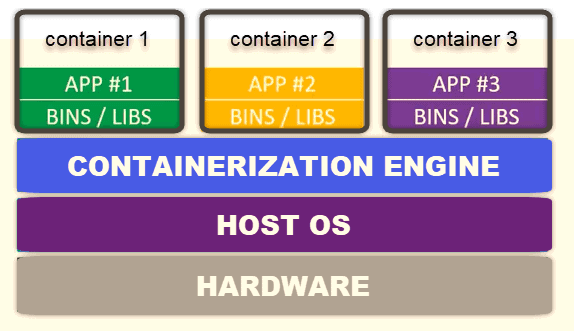 container 1
container 2
container 3
APP #1
APP #2
APP #3
BINS / LIBS
BINS / LIBS
BINS / LIBS
CONTAINERIZATION ENGINE
HOST OS
HARDWARE